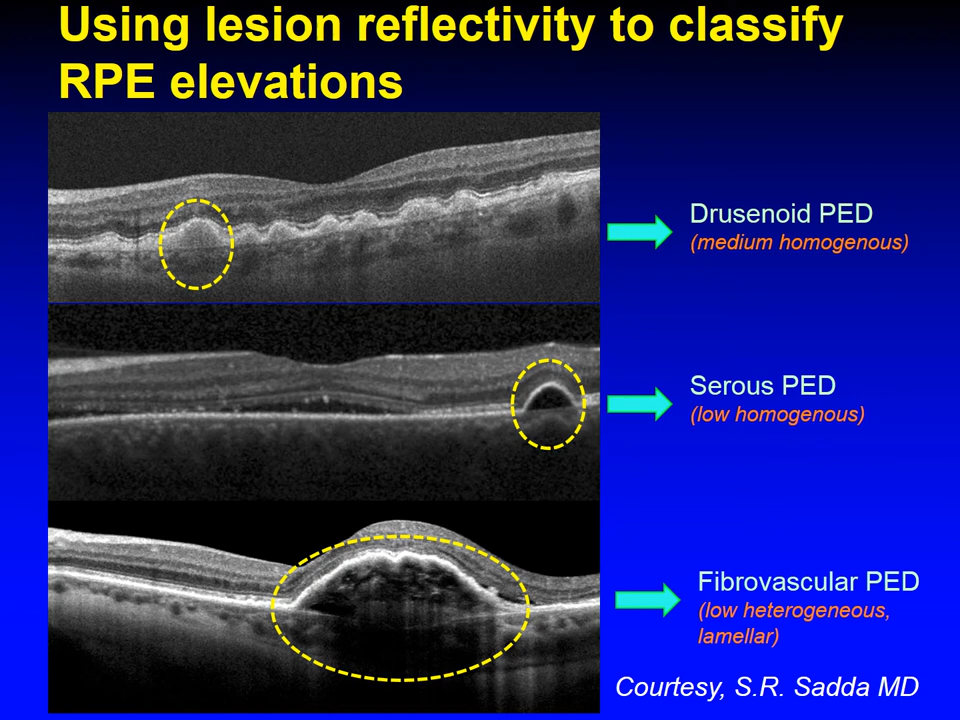 Using lesion reflectivity to classify
RPE elevations
Drusenoid PED
(medium homogenous)
Serous PED
(low homogenous)
Fibrovascular PED
(low heterogeneous,
lamellar)
Courtesy, S.R. Sadda MD